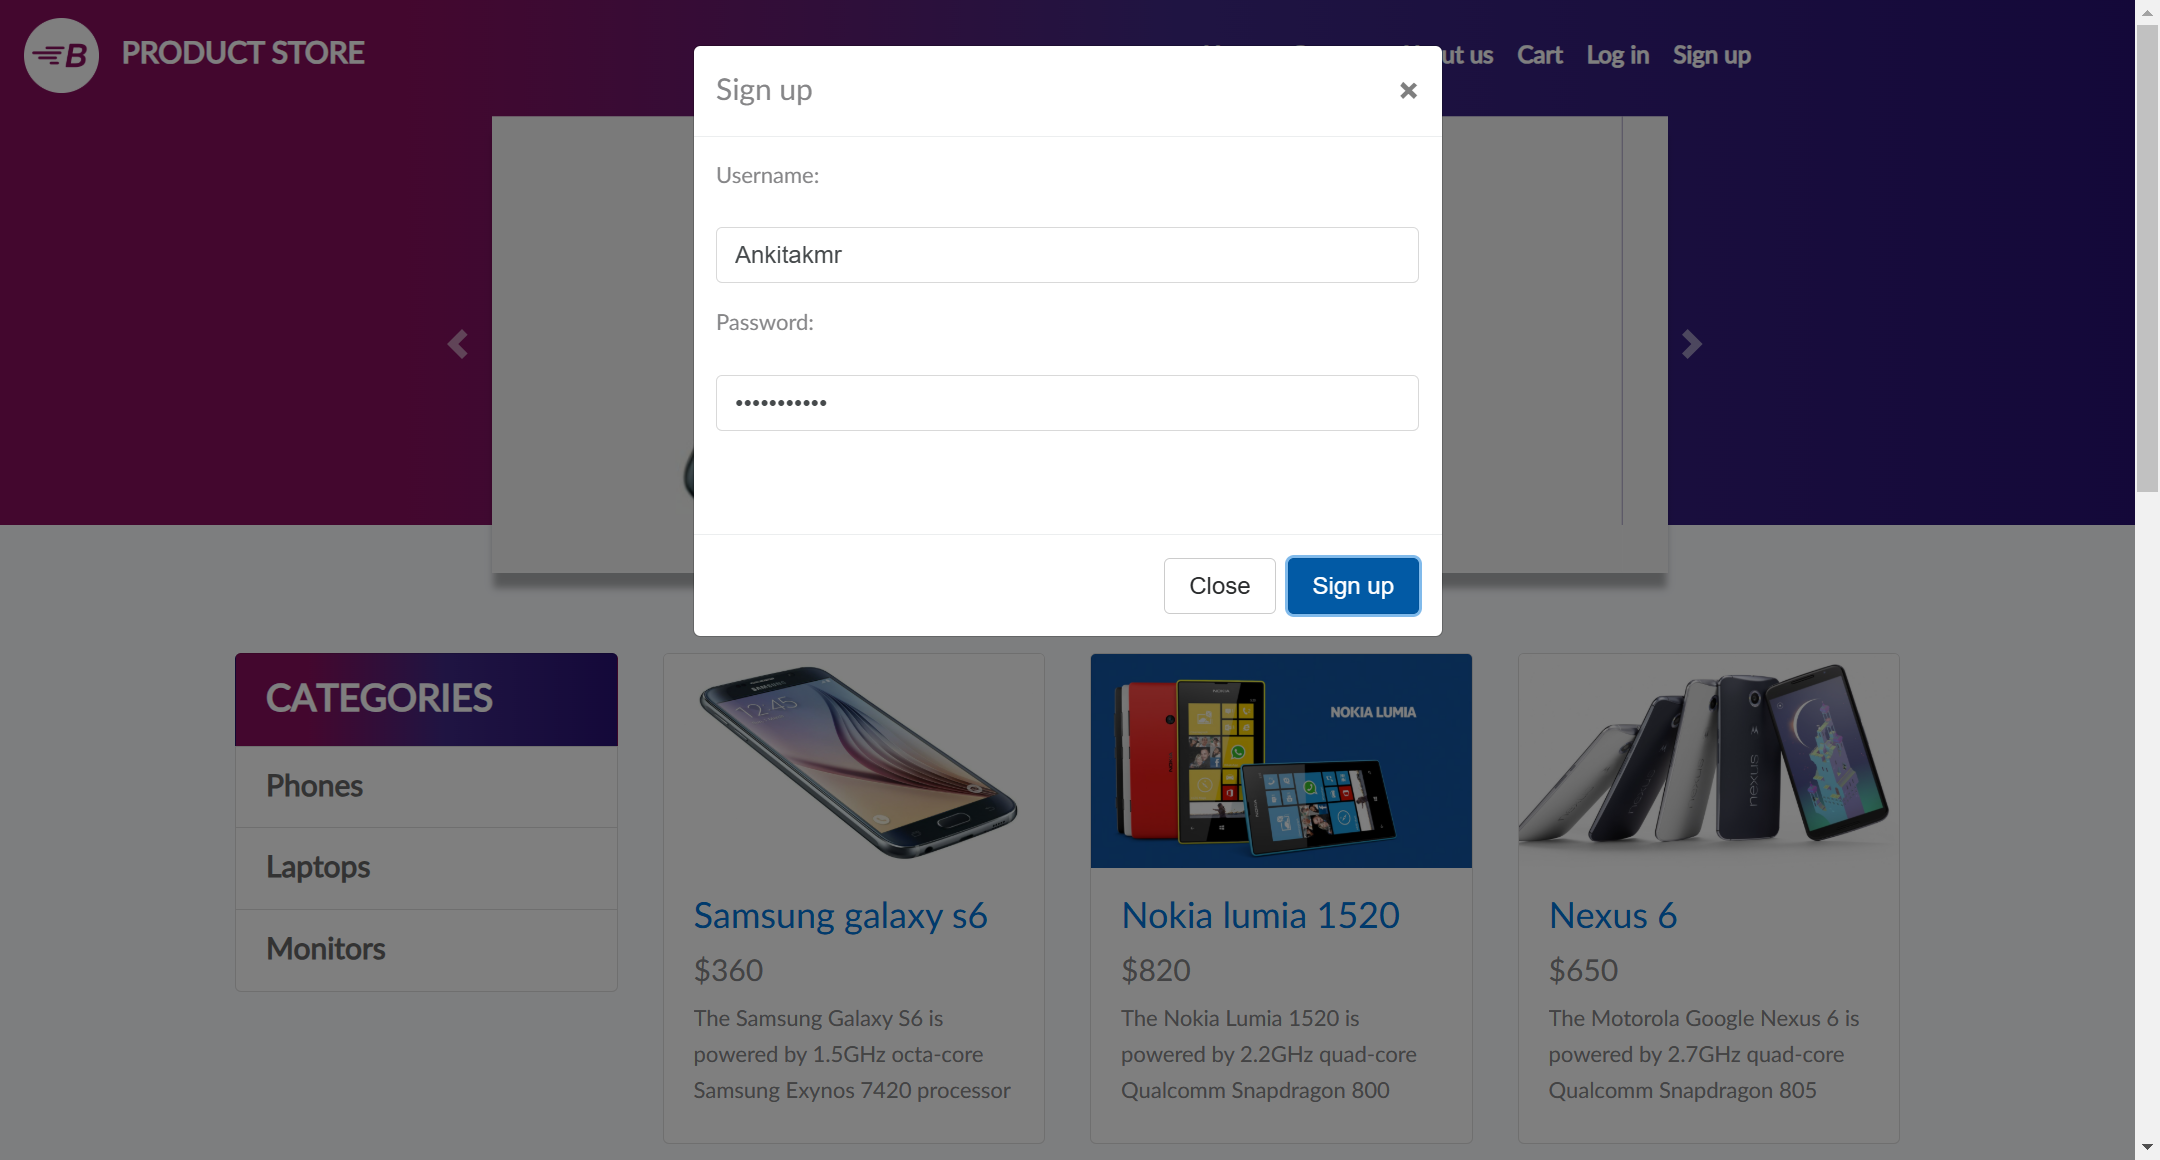 B PRODUCT STORE
ut us Cart Log in Sign up
Sign up
Username:
Ankitakmr
Password:
Close Sign up
CATEGORIES
Phones
Laptops
Monitors
SAMSUNG
12.45
Samsung galaxy s6
$360
The Samsung Galaxy S6 is
powered by 1.5GHz octa-core
Samsung Exynos 7420 processor
NOKIA LUMIA
NOKIA
Nokia lumia 1520
$820
The Nokia Lumia 1520 is
powered by 2.2GHz quad-core
Qualcomm Snapdragon 800
nexus
Nexus 6
$650
The Motorola Google Nexus 6 is
powered by 2.7GHz quad-core
Qualcomm Snapdragon 805